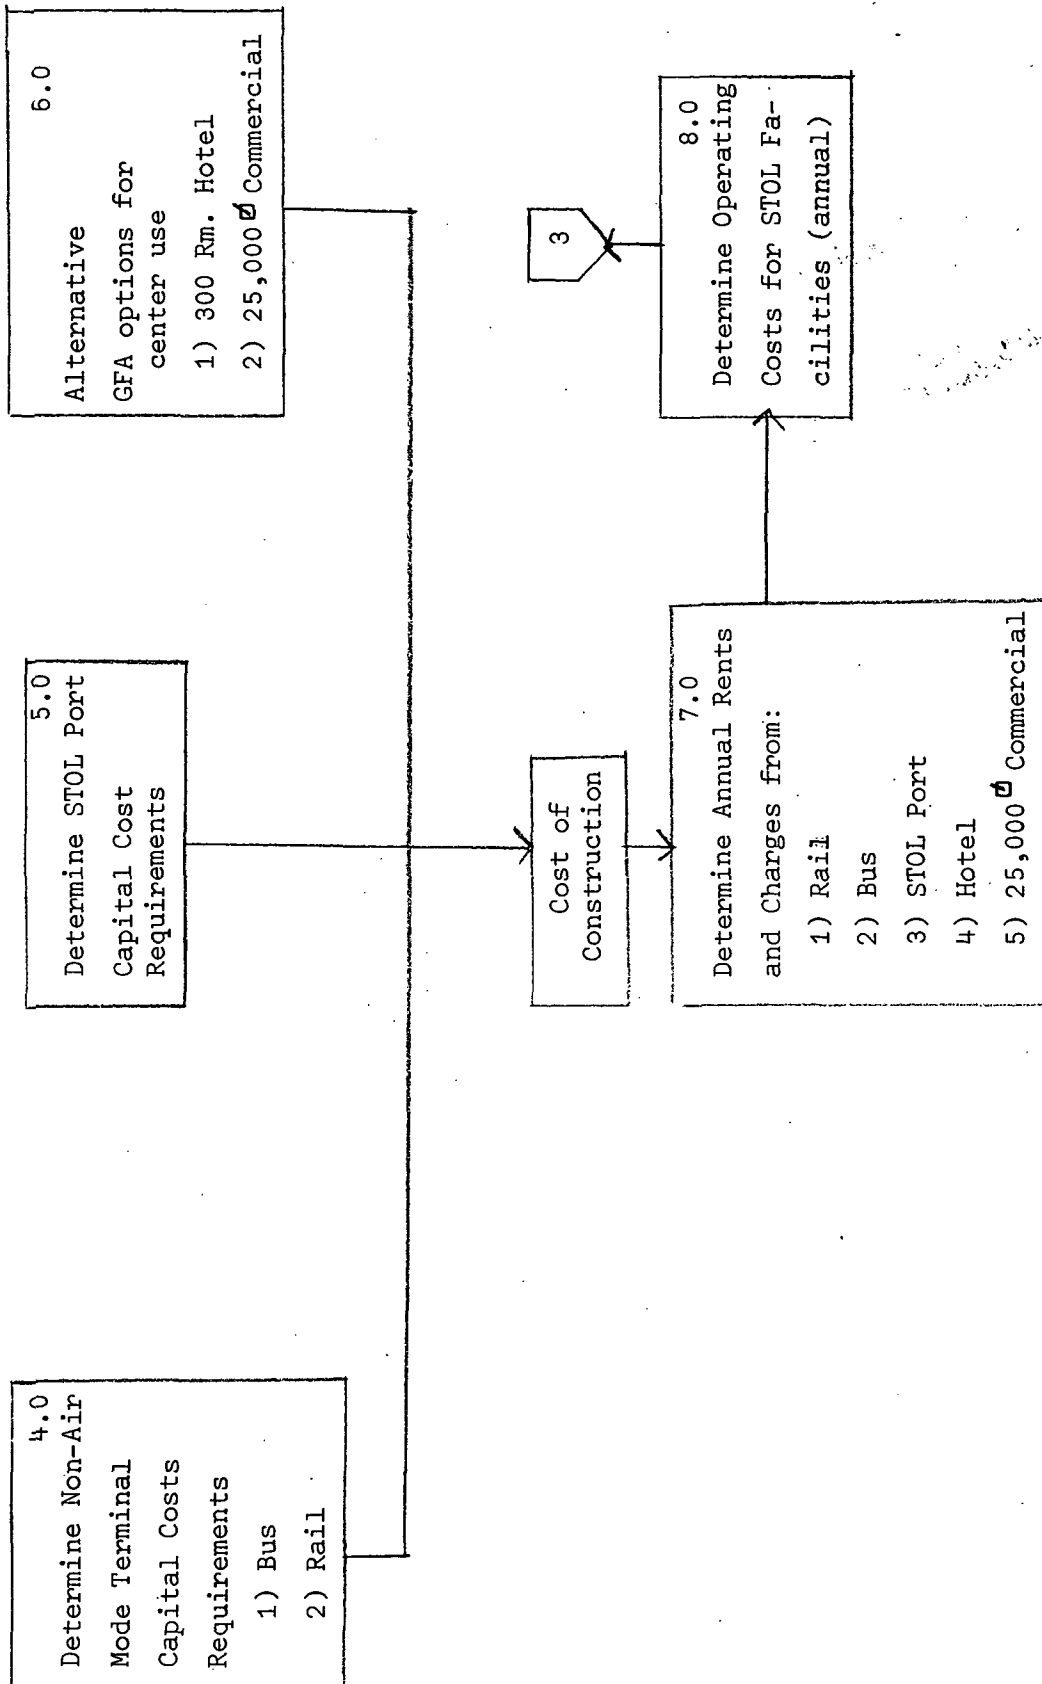 4.0
Determine Non-Air
Mode Terminal
Capital Costs
Requirements
1) Bus
2) Rail
5.0
Determine STOL Port
Capital Cost
Requirements
6.0
Alternative
GFA options for
center use
1) 300 Rm. Hotel
2) 25,000 Commercial
Cost of
Construction
7.0
Determine Annual Rents
and Charges from:
1) Rail
2) Bus
3) STOL Port
4) Hotel
5) 25,000 Commercial
8.0
Determine Operating
Costs for STOL Fa-
cilities (annual)
3